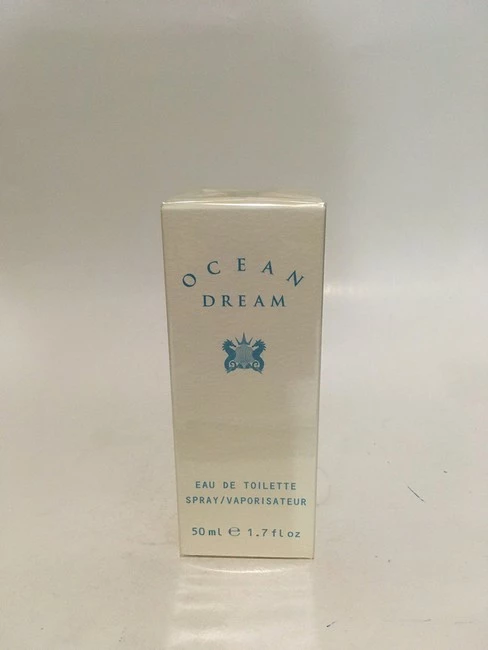 OCEAN
DREAM
EAU DE TOILETTE
SPRAY/VAPORISATEUR
50ml ℮ 1.7fl oz